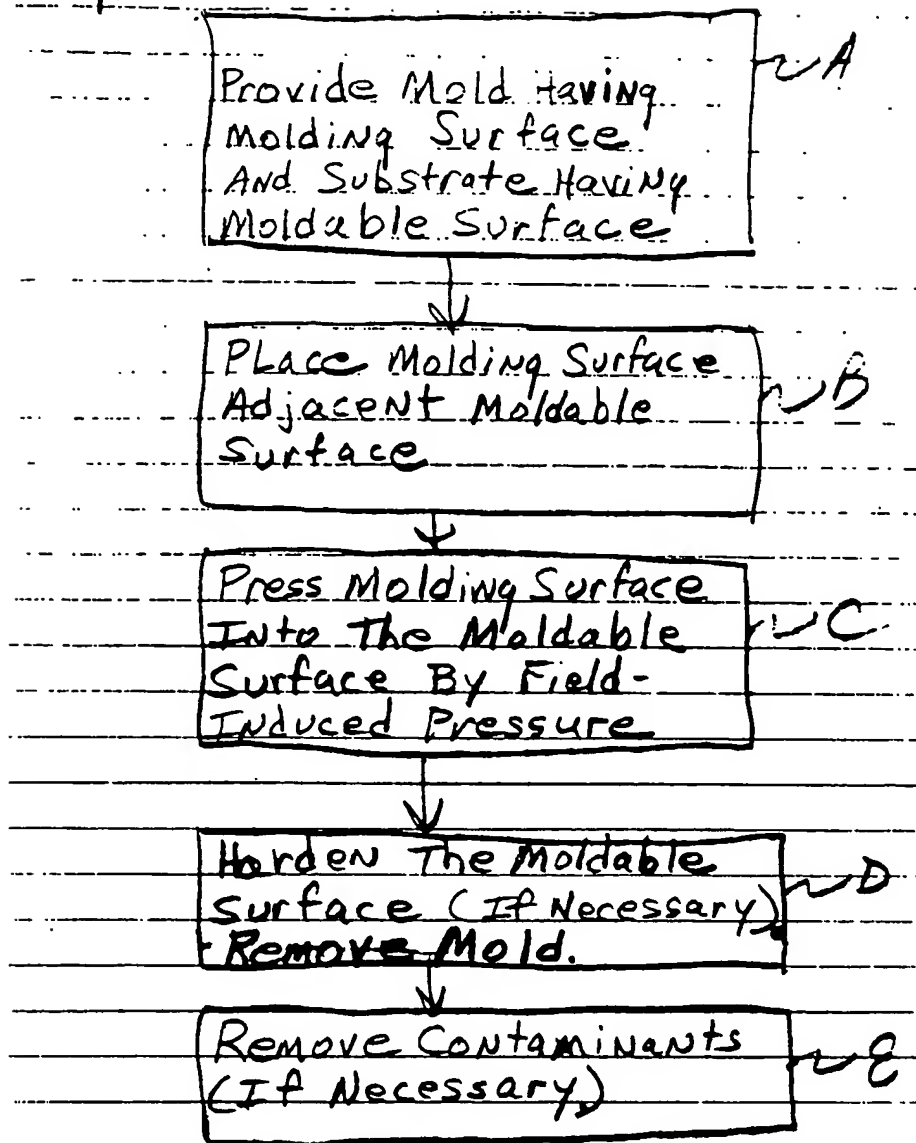 Provide Mold Having
Molding Surface
And Substrate Having
Moldable Surface
A
Place Molding Surface
Adjacent Moldable
Surface
B
Press Molding Surface
Into The Moldable
Surface By Field-
Induced Pressure
C
Harden The Moldable
Surface (If Necessary).
Remove Mold.
D
Remove Contaminants
(If Necessary)
E